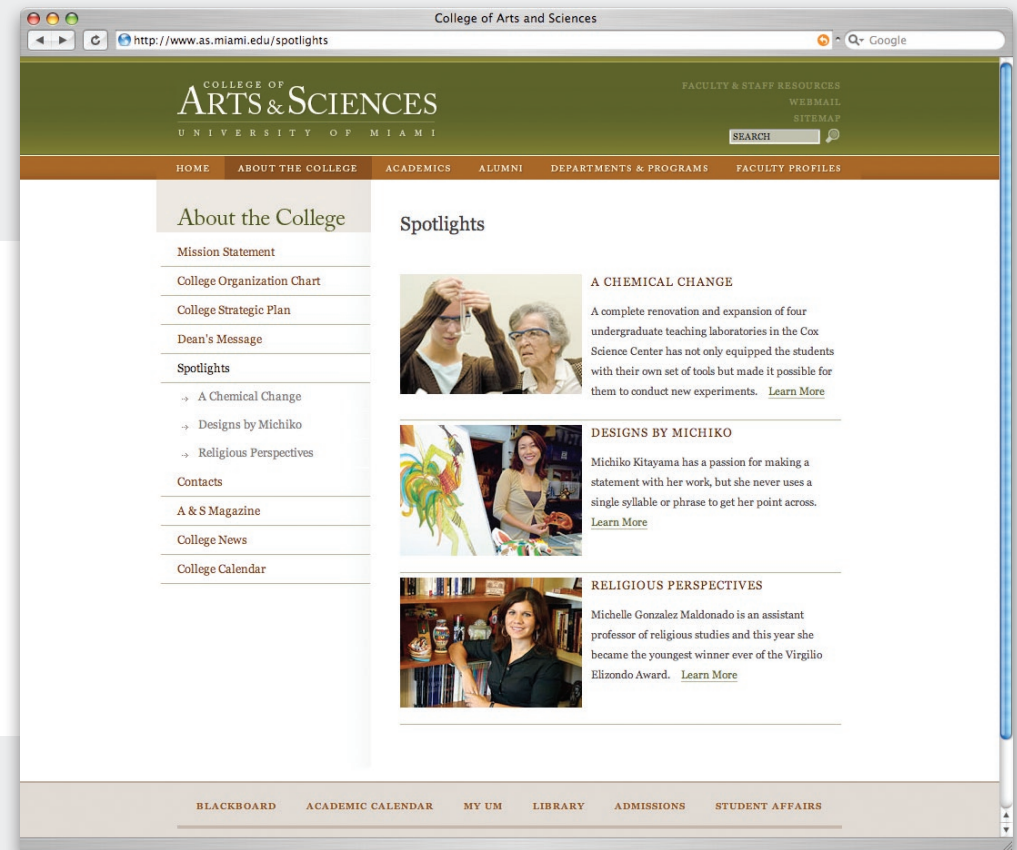 College of Arts and Sciences
http://www.as.miami.edu/spotlights
Google
COLLEGE OF
ARTS & SCIENCES
UNIVERSITY OF MIAMI
FACULTY & STAFF RESOURCES
WEBMAIL
SITEMAP
SEARCH
HOME ABOUT THE COLLEGE ACADEMICS ALUMNI DEPARTMENTS & PROGRAMS FACULTY PROFILES
About the College
Mission Statement
College Organization Chart
College Strategic Plan
Dean's Message
Spotlights
→ A Chemical Change
→ Designs by Michiko
→ Religious Perspectives
Contacts
A & S Magazine
College News
College Calendar
Spotlights
A CHEMICAL CHANGE
A complete renovation and expansion of four
undergraduate teaching laboratories in the Cox
Science Center has not only equipped the students
with their own set of tools but made it possible for
them to conduct new experiments. Learn More
DESIGNS BY MICHIKO
Michiko Kitayama has a passion for making a
statement with her work, but she never uses a
single syllable or phrase to get her point across.
Learn More
RELIGIOUS PERSPECTIVES
Michelle Gonzalez Maldonado is an assistant
professor of religious studies and this year she
became the youngest winner ever of the Virgilio
Elizondo Award. Learn More
BLACKBOARD ACADEMIC CALENDAR MY UM LIBRARY ADMISSIONS STUDENT AFFAIRS